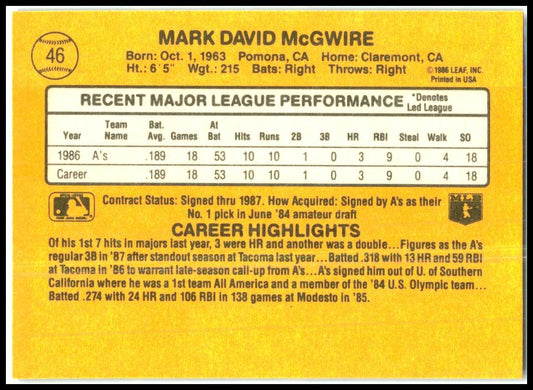 46
MARK DAVID McGWIRE
Born: Oct. 1, 1963 Pomona, CA Home: Claremont, CA
Ht.: 6'5" Wgt.: 215 Bats: Right Throws: Right
©1986 LEAF, INC.
Printed in USA
RECENT MAJOR LEAGUE PERFORMANCE *Denotes Led League
Year Team Name Bat. Avg. Games At Bat Hits Runs 2B 3B HR RBI Steal Walk SO
1986 A's .189 18 53 10 10 1 0 3 9 0 4 18
Career .189 18 53 10 10 1 0 3 9 0 4 18
Contract Status: Signed thru 1987. How Acquired: Signed by A's as their
No. 1 pick in June '84 amateur draft
CAREER HIGHLIGHTS
Of his 1st 7 hits in majors last year, 3 were HR and another was a double...Figures as the A's
regular 3B in '87 after standout season at Tacoma last year...Batted .318 with 13 HR and 59 RBI
at Tacoma in '86 to warrant late-season call-up from A's...A's signed him out of U. of Southern
California where he was a 1st team All America and a member of the '84 U.S. Olympic team...
Batted .274 with 24 HR and 106 RBI in 138 games at Modesto in '85.